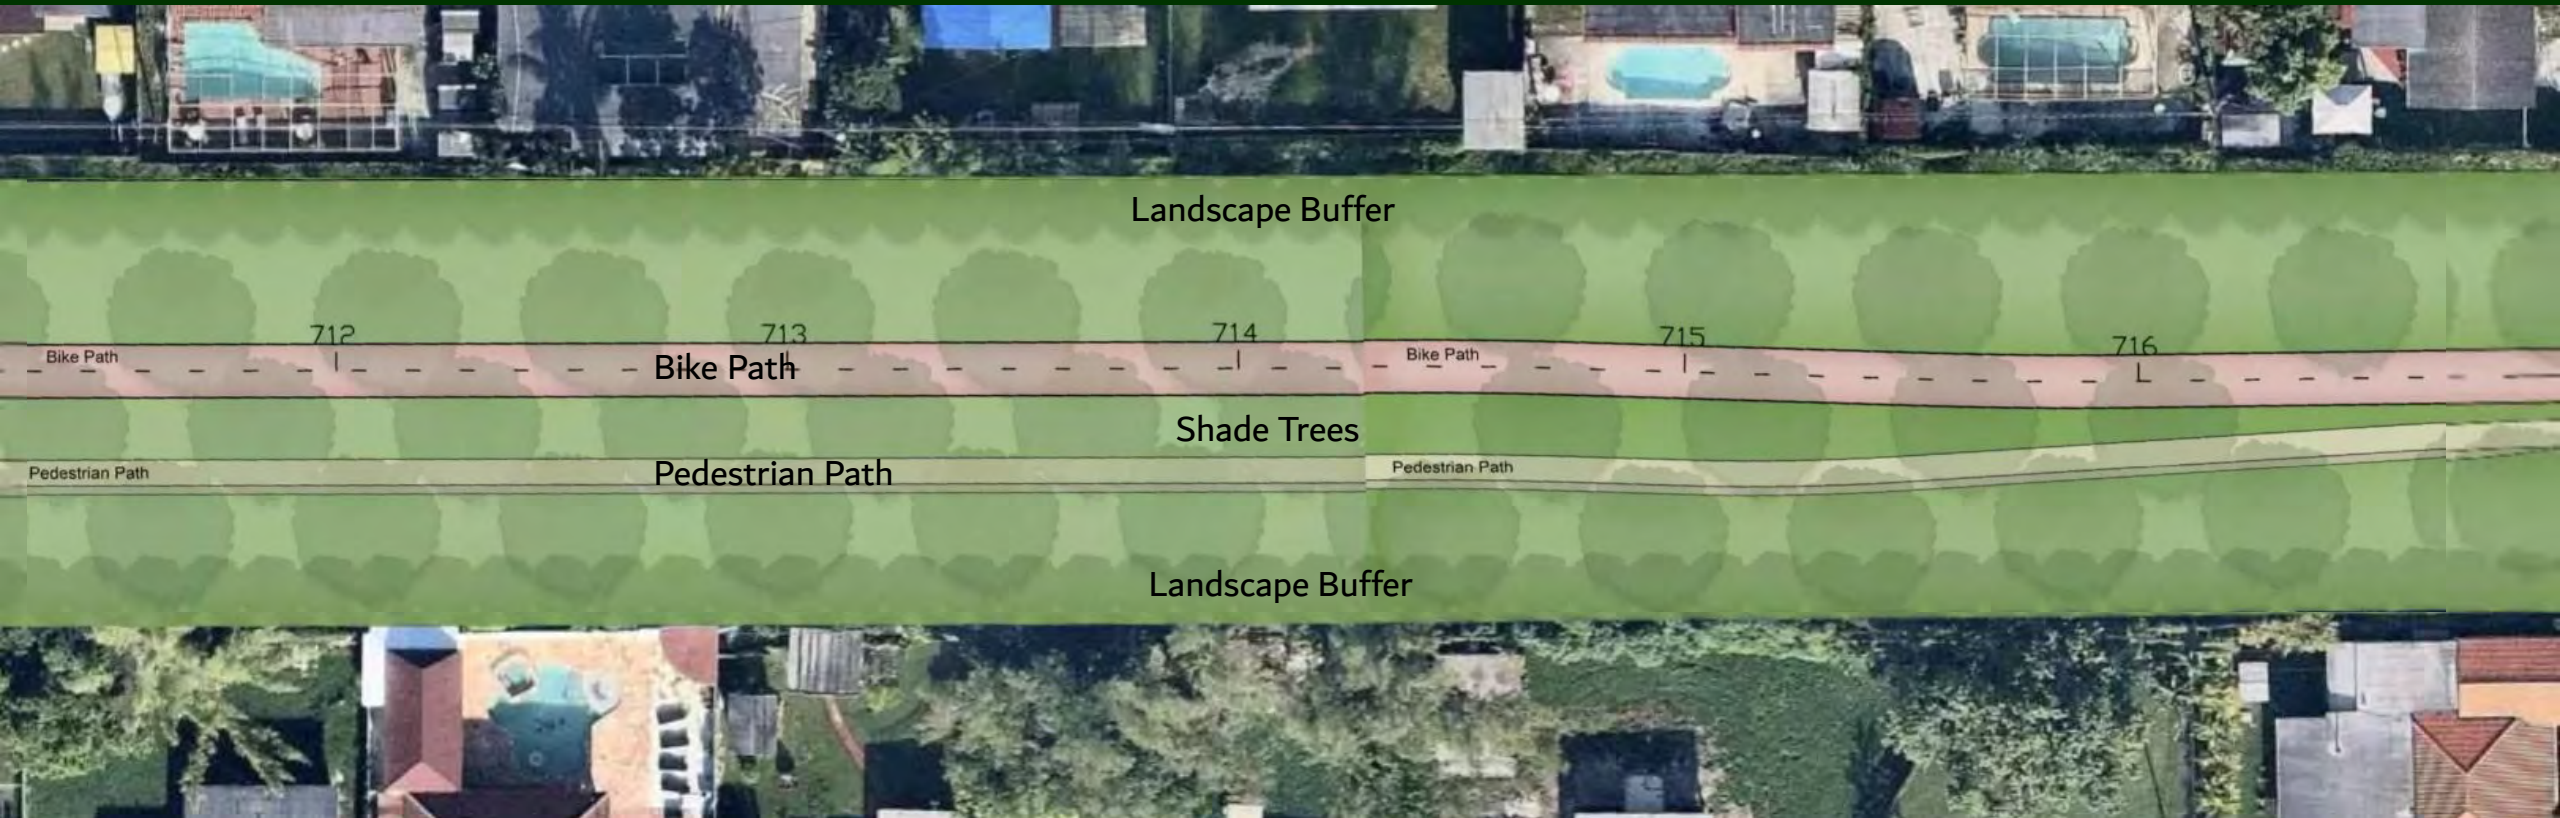 Landscape Buffer
712
713
714
715
716
Bike Path
Bike Path
Bike Path
Shade Trees
Pedestrian Path
Pedestrian Path
Pedestrian Path
Landscape Buffer